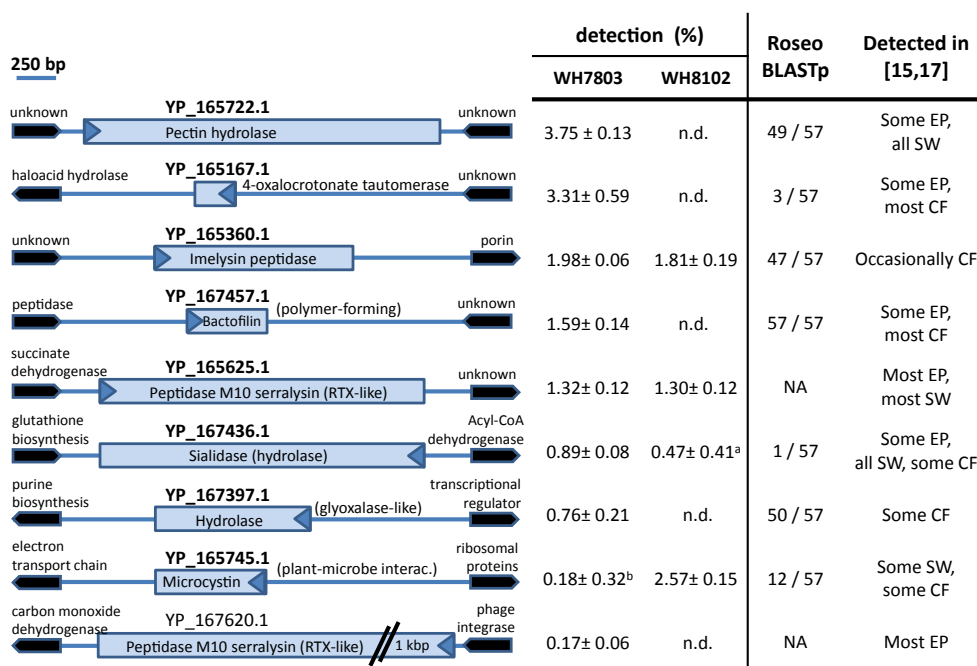 detection (%)
Roseo BLASTp
Detected in [15,17]
WH7803
WH8102
250 bp
unknown
YP_165722.1
unknown
Pectin hydrolase
3.75 ± 0.13
n.d.
49 / 57
Some EP,
all SW
haloacid hydrolase
YP_165167.1
4-oxalocrotonate tautomerase
unknown
3.31± 0.59
n.d.
3 / 57
Some EP,
most CF
unknown
YP_165360.1
porin
Imelysin peptidase
1.98± 0.06
1.81± 0.19
47 / 57
Occasionally CF
peptidase
YP_167457.1
(polymer-forming)
unknown
Bactofilin
1.59± 0.14
n.d.
57 / 57
Some EP,
most CF
succinate
dehydrogenase
YP_165625.1
unknown
Peptidase M10 serralysin (RTX-like)
1.32± 0.12
1.30± 0.12
NA
Most EP,
most SW
glutathione
biosynthesis
YP_167436.1
Acyl-CoA
dehydrogenase
Sialidase (hydrolase)
0.89± 0.08
0.47± 0.41ᵃ
1 / 57
Some EP,
all SW, some CF
purine
biosynthesis
YP_167397.1
(glyoxalase-like)
transcriptional
regulator
Hydrolase
0.76± 0.21
n.d.
50 / 57
Some CF
electron
transport chain
YP_165745.1
(plant-microbe interac.)
ribosomal
proteins
Microcystin
0.18± 0.32ᵇ
2.57± 0.15
12 / 57
Some SW,
some CF
carbon monoxide
dehydrogenase
YP_167620.1
phage
integrase
Peptidase M10 serralysin (RTX-like)
1 kbp
0.17± 0.06
n.d.
NA
Most EP